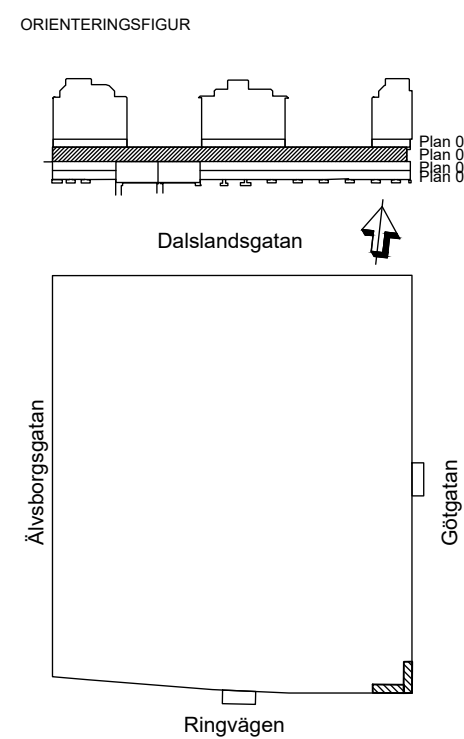 ORIENTERINGSFIGUR
Plan 0
Plan 0
Plan 0
Plan 0
Dalslandsgatan
Älvsborgsgatan
Götgatan
Ringvägen